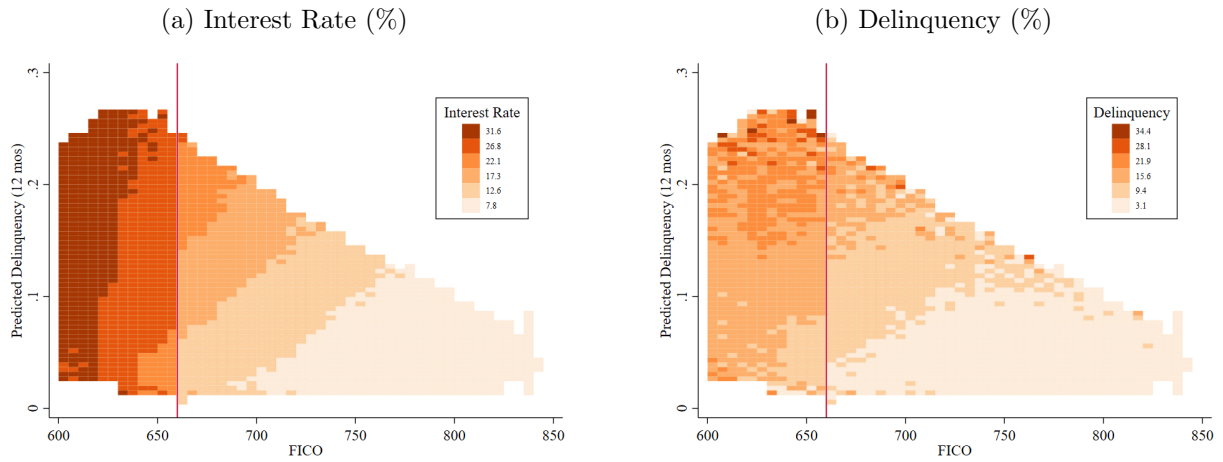 (a) Interest Rate (%)
Predicted Delinquency (12 mos)
.3
.2
.1
0
Interest Rate
31.6
26.8
22.1
17.3
12.6
7.8
600 650 700 750 800 850
FICO
(b) Delinquency (%)
Predicted Delinquency (12 mos)
.3
.2
.1
0
Delinquency
34.4
28.1
21.9
15.6
9.4
3.1
600 650 700 750 800 850
FICO